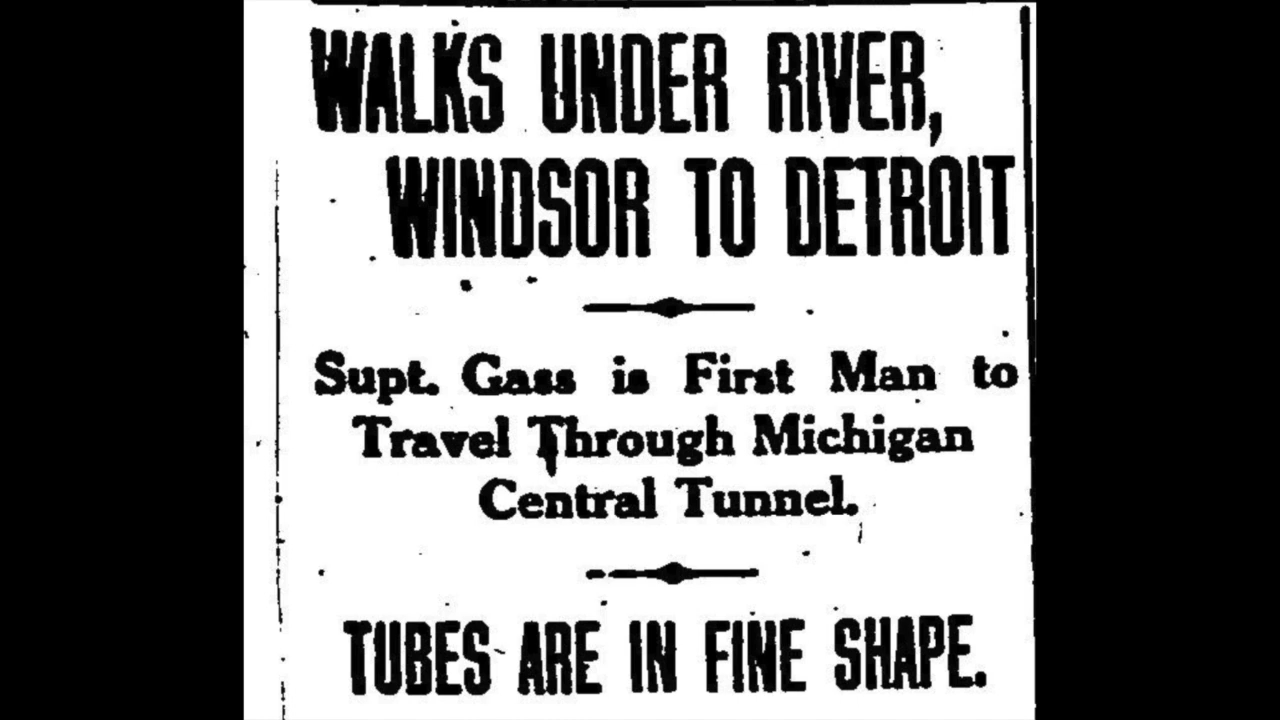 WALKS UNDER RIVER,
WINDSOR TO DETROIT
Supt. Gass is First Man to
Travel Through Michigan
Central Tunnel.
TUBES ARE IN FINE SHAPE.